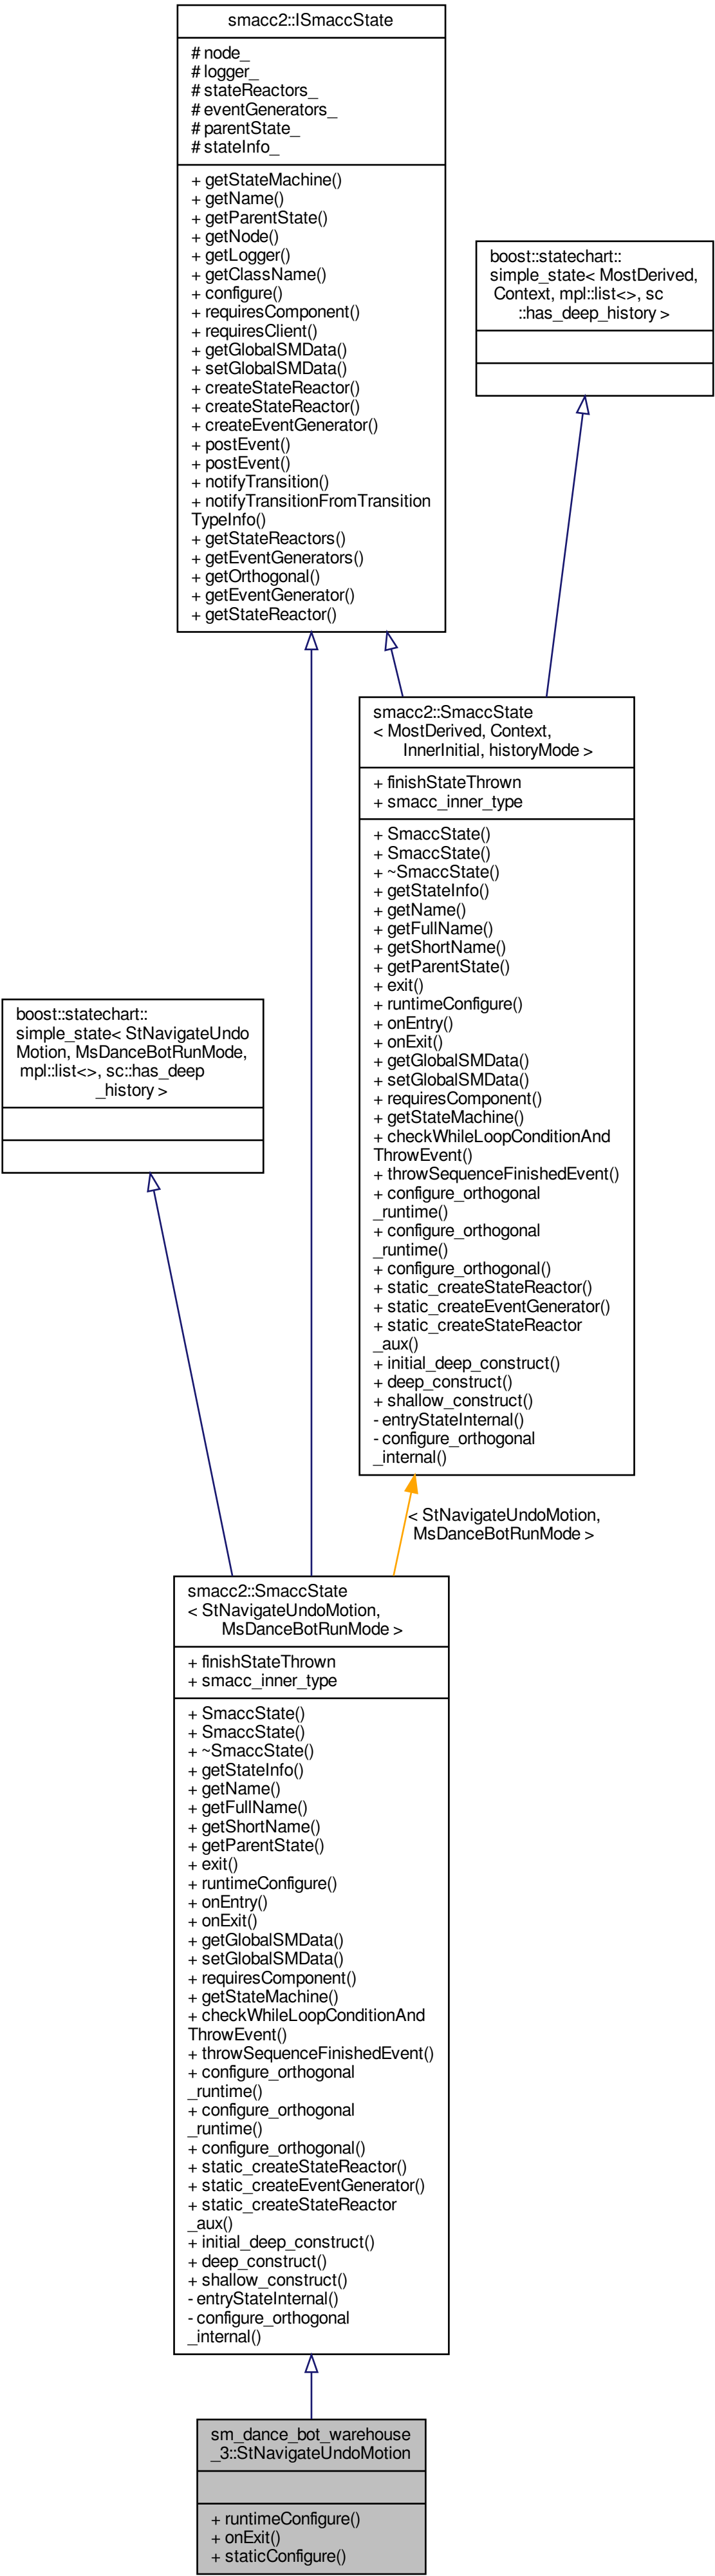 smacc2::ISmaccState
# node_
# logger_
# stateReactors_
# eventGenerators_
# parentState_
# stateInfo_
+ getStateMachine()
+ getName()
+ getParentState()
+ getNode()
+ getLogger()
+ getClassName()
+ configure()
+ requiresComponent()
+ requiresClient()
+ getGlobalSMData()
+ setGlobalSMData()
+ createStateReactor()
+ createStateReactor()
+ createEventGenerator()
+ postEvent()
+ postEvent()
+ notifyTransition()
+ notifyTransitionFromTransition
TypeInfo()
+ getStateReactors()
+ getEventGenerators()
+ getOrthogonal()
+ getEventGenerator()
+ getStateReactor()
boost::statechart::
simple_state< MostDerived,
Context, mpl::list<>, sc
::has_deep_history >
smacc2::SmaccState
< MostDerived, Context,
InnerInitial, historyMode >
+ finishStateThrown
+ smacc_inner_type
+ SmaccState()
+ SmaccState()
+ ~SmaccState()
+ getStateInfo()
+ getName()
+ getFullName()
+ getShortName()
+ getParentState()
+ exit()
+ runtimeConfigure()
+ onEntry()
+ onExit()
+ getGlobalSMData()
+ setGlobalSMData()
+ requiresComponent()
+ getStateMachine()
+ checkWhileLoopConditionAnd
ThrowEvent()
+ throwSequenceFinishedEvent()
+ configure_orthogonal
_runtime()
+ configure_orthogonal
_runtime()
+ configure_orthogonal()
+ static_createStateReactor()
+ static_createEventGenerator()
+ static_createStateReactor
_aux()
+ initial_deep_construct()
+ deep_construct()
+ shallow_construct()
- entryStateInternal()
- configure_orthogonal
_internal()
boost::statechart::
simple_state< StNavigateUndo
Motion, MsDanceBotRunMode,
mpl::list<>, sc::has_deep
_history >
< StNavigateUndoMotion,
MsDanceBotRunMode >
smacc2::SmaccState
< StNavigateUndoMotion,
MsDanceBotRunMode >
+ finishStateThrown
+ smacc_inner_type
+ SmaccState()
+ SmaccState()
+ ~SmaccState()
+ getStateInfo()
+ getName()
+ getFullName()
+ getShortName()
+ getParentState()
+ exit()
+ runtimeConfigure()
+ onEntry()
+ onExit()
+ getGlobalSMData()
+ setGlobalSMData()
+ requiresComponent()
+ getStateMachine()
+ checkWhileLoopConditionAnd
ThrowEvent()
+ throwSequenceFinishedEvent()
+ configure_orthogonal
_runtime()
+ configure_orthogonal
_runtime()
+ configure_orthogonal()
+ static_createStateReactor()
+ static_createEventGenerator()
+ static_createStateReactor
_aux()
+ initial_deep_construct()
+ deep_construct()
+ shallow_construct()
- entryStateInternal()
- configure_orthogonal
_internal()
sm_dance_bot_warehouse
_3::StNavigateUndoMotion
+ runtimeConfigure()
+ onExit()
+ staticConfigure()